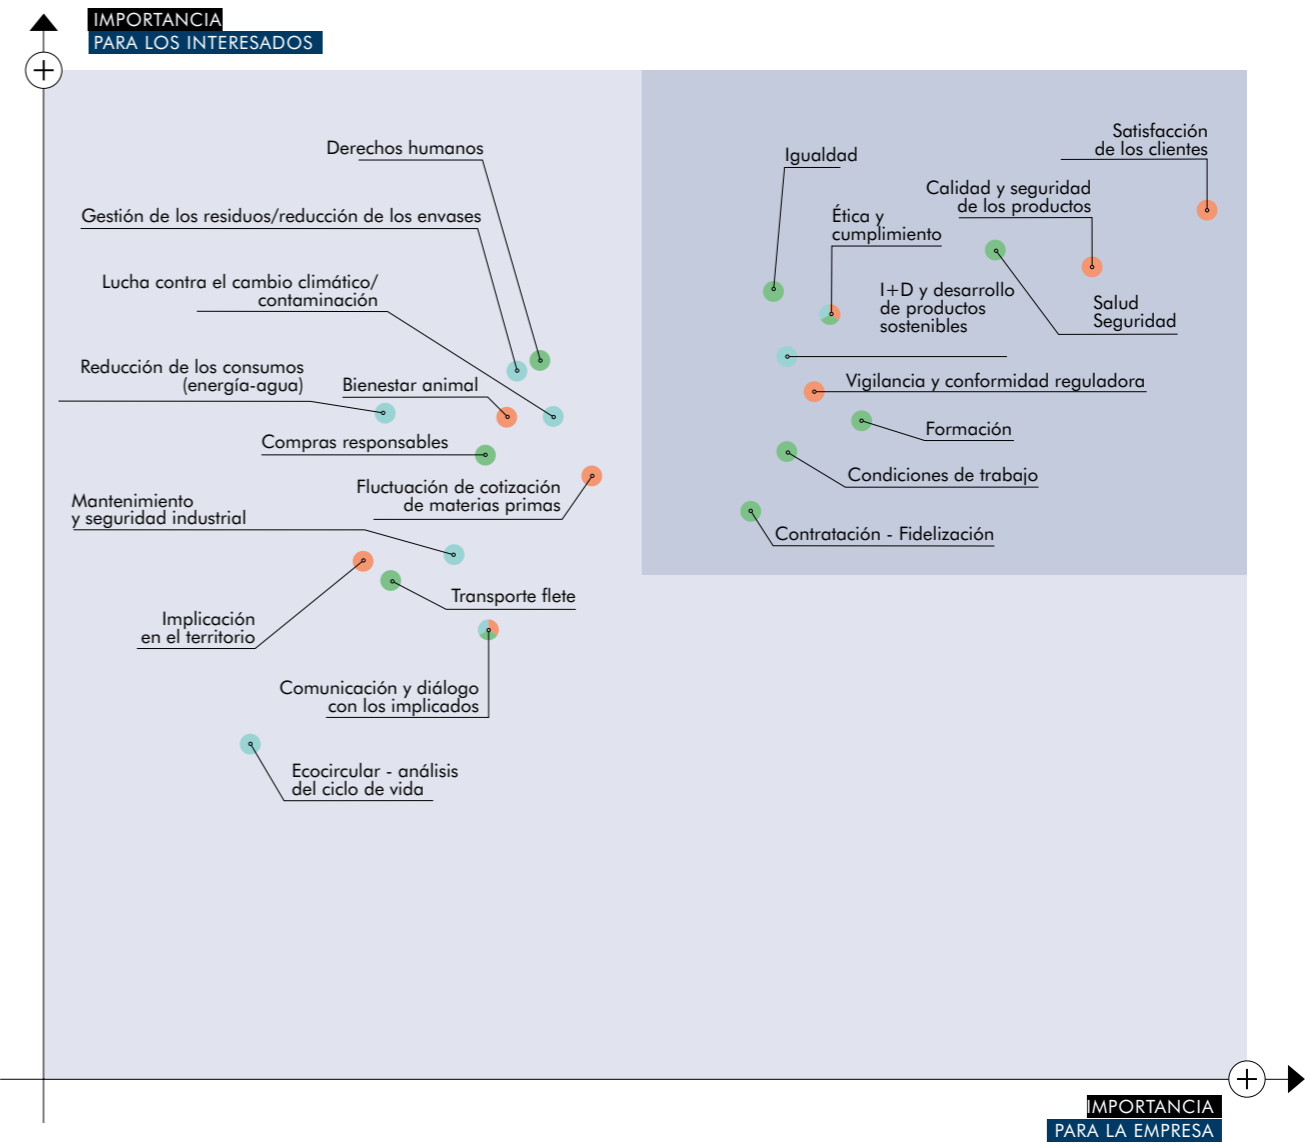 IMPORTANCIA
PARA LOS INTERESADOS
Derechos humanos
Gestión de los residuos/reducción de los envases
Lucha contra el cambio climático/
contaminación
Reducción de los consumos
(energía-agua)
Bienestar animal
Compras responsables
Fluctuación de cotización
de materias primas
Mantenimiento
y seguridad industrial
Transporte flete
Implicación
en el territorio
Comunicación y diálogo
con los implicados
Ecocircular - análisis
del ciclo de vida
Satisfacción
de los clientes
Igualdad
Calidad y seguridad
de los productos
Ética y
cumplimiento
I+D y desarrollo
de productos
sostenibles
Salud
Seguridad
Vigilancia y conformidad reguladora
Formación
Condiciones de trabajo
Contratación - Fidelización
IMPORTANCIA
PARA LA EMPRESA